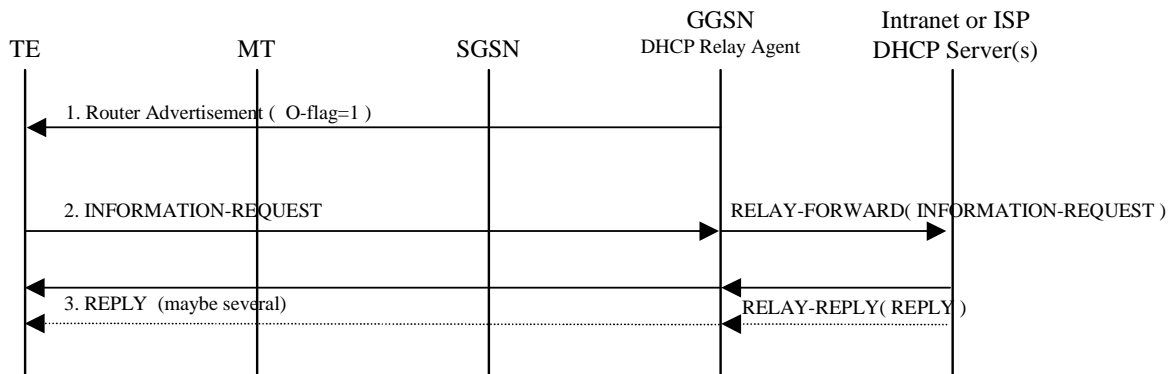 TE
MT
SGSN
GGSN
DHCP Relay Agent
Intranet or ISP
DHCP Server(s)
1. Router Advertisement ( O-flag=1 )
2. INFORMATION-REQUEST
RELAY-FORWARD( INFORMATION-REQUEST )
3. REPLY (maybe several)
RELAY-REPLY( REPLY )